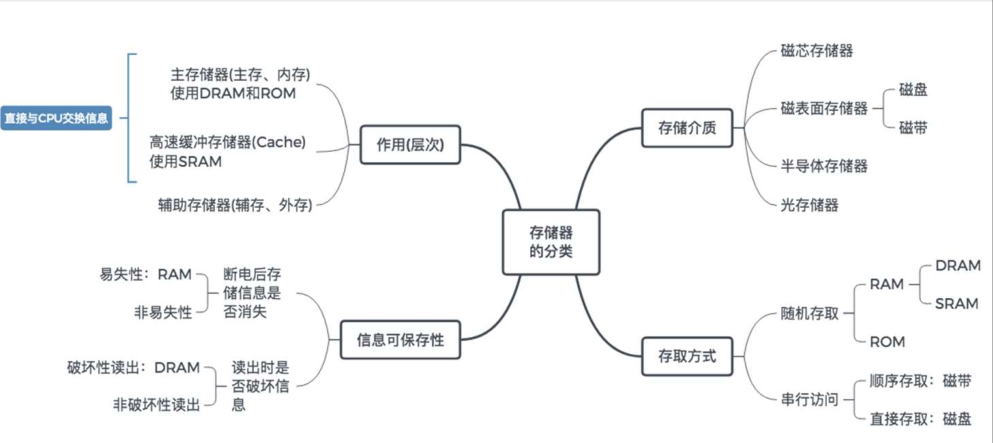 存储器
的分类
作用(层次)
主存储器(主存、内存)
使用DRAM和ROM
高速缓冲存储器(Cache)
使用SRAM
辅助存储器(辅存、外存)
直接与CPU交换信息
信息可保存性
断电后存
储信息是
否消失
易失性：RAM
非易失性
读出时是
否破坏信
息
破坏性读出：DRAM
非破坏性读出
存储介质
磁芯存储器
磁表面存储器
磁盘
磁带
半导体存储器
光存储器
存取方式
随机存取
RAM
DRAM
SRAM
ROM
串行访问
顺序存取：磁带
直接存取：磁盘